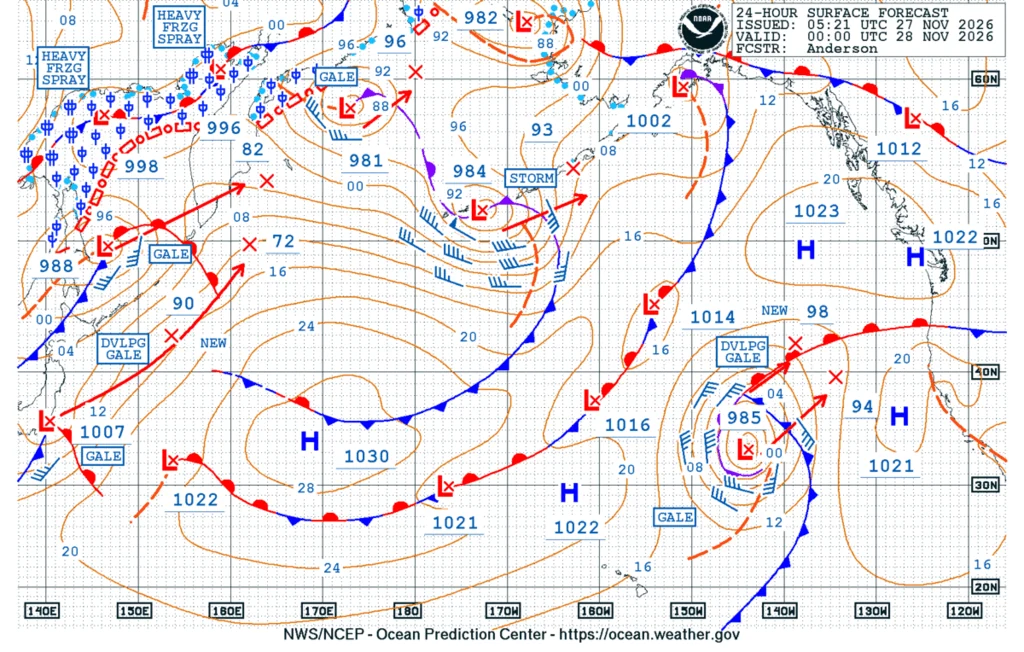 24-HOUR SURFACE FORECAST
ISSUED: 05:21 UTC 27 NOV 2026
VALID: 00:00 UTC 28 NOV 2026
FCSTR: Anderson
NOAA
08
04
00
HEAVY
FRZG
SPRAY
HEAVY
FRZG
SPRAY
96
92
96
982
88
00
GALE
92
88
60N
16
12
996
998
82
981
96
93
1002
08
1012
12
00
984
92
STORM
20
1023
96
08
72
GALE
16
16
1022
0N
988
00
04
90
24
20
1014
NEW
98
DVLPG
GALE
NEW
DVLPG
GALE
16
20
40N
12
04
985
94
1007
GALE
H
1030
1016
H
1021
00
08
20
28
30N
1022
1021
H
1022
GALE
12
20
24
16
16
20N
H
H
L
L
L
L
L
L
L
L
L
L
L
L
L
L
140E
150E
160E
170E
180
170W
160W
150W
140W
130W
120W
NWS/NCEP - Ocean Prediction Center - https://ocean.weather.gov